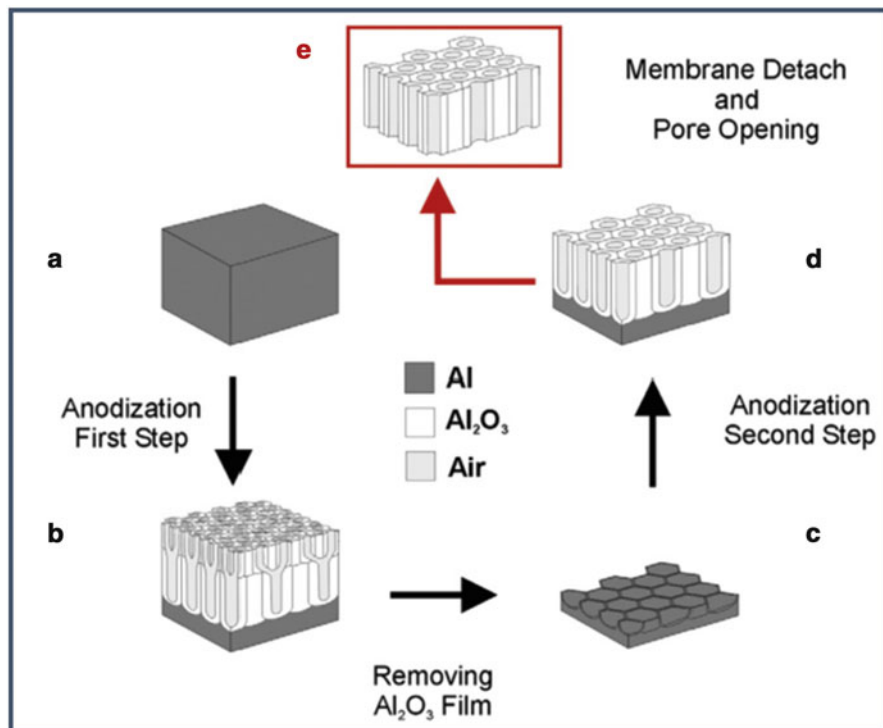 e
Membrane Detach
and
Pore Opening
a
d
Al
Al₂O₃
Air
Anodization
First Step
Anodization
Second Step
b
c
Removing
Al₂O₃ Film